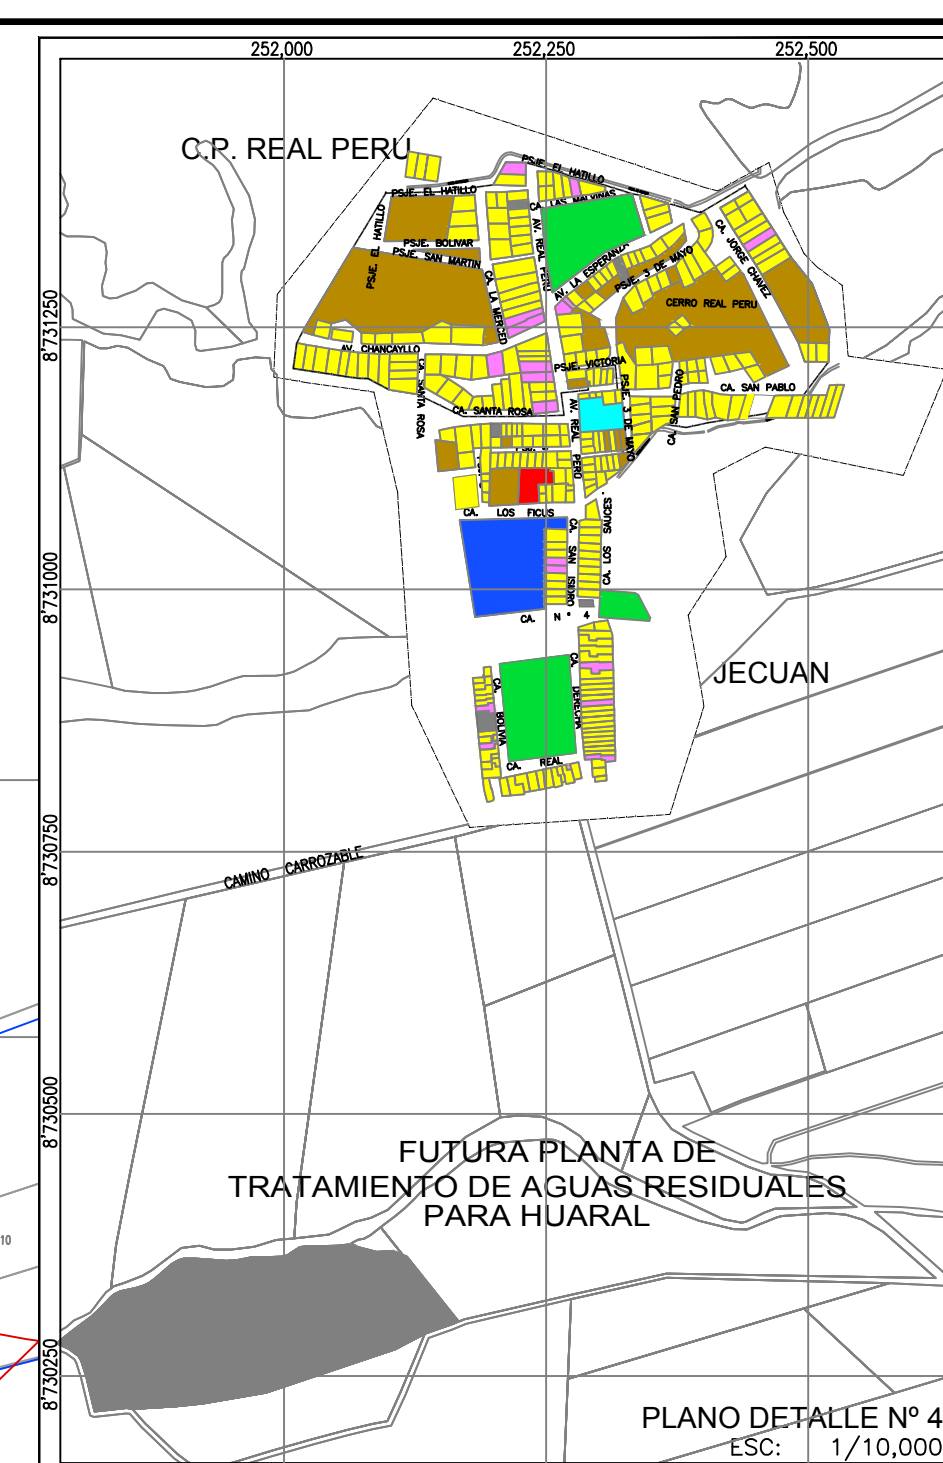 252,000
252,250
252,500
C.P. REAL PERU
PSJE. EL HATILLO
PSJE. EL HATILLO
CA. LAS MALVINAS
PSJE. EL HATILLO
PSJE. BOLIVAR
PSJE. SAN MARTIN
AV. REAL PERU
CA. LA MERCED
AV. LA ESPERANZA
PSJE. 3 DE MAYO
CA. JORGE CHAVEZ
CERRO REAL PERU
8'731250
AV. CHANCAYLLO
PSJE. VICTORIA
CA. SANTA ROSA
CA. SANTA ROSA
AV. REAL PERO
PSJE. 3 DE MAYO
CA. SAN PEDRO
CA. SAN PABLO
CA. LOS FICUS
CA. SAN ISIDRO
CA. LOS SAUCES
8'731000
CA. N° 4
JECUAN
CA. BOLIVIA
CA. DERECHA
CA. REAL
8'730750
CAMINO CARROZABLE
8'730500
FUTURA PLANTA DE
TRATAMIENTO DE AGUAS RESIDUALES
PARA HUARAL
10
8'730250
PLANO DETALLE Nº 4
ESC: 1/10,000